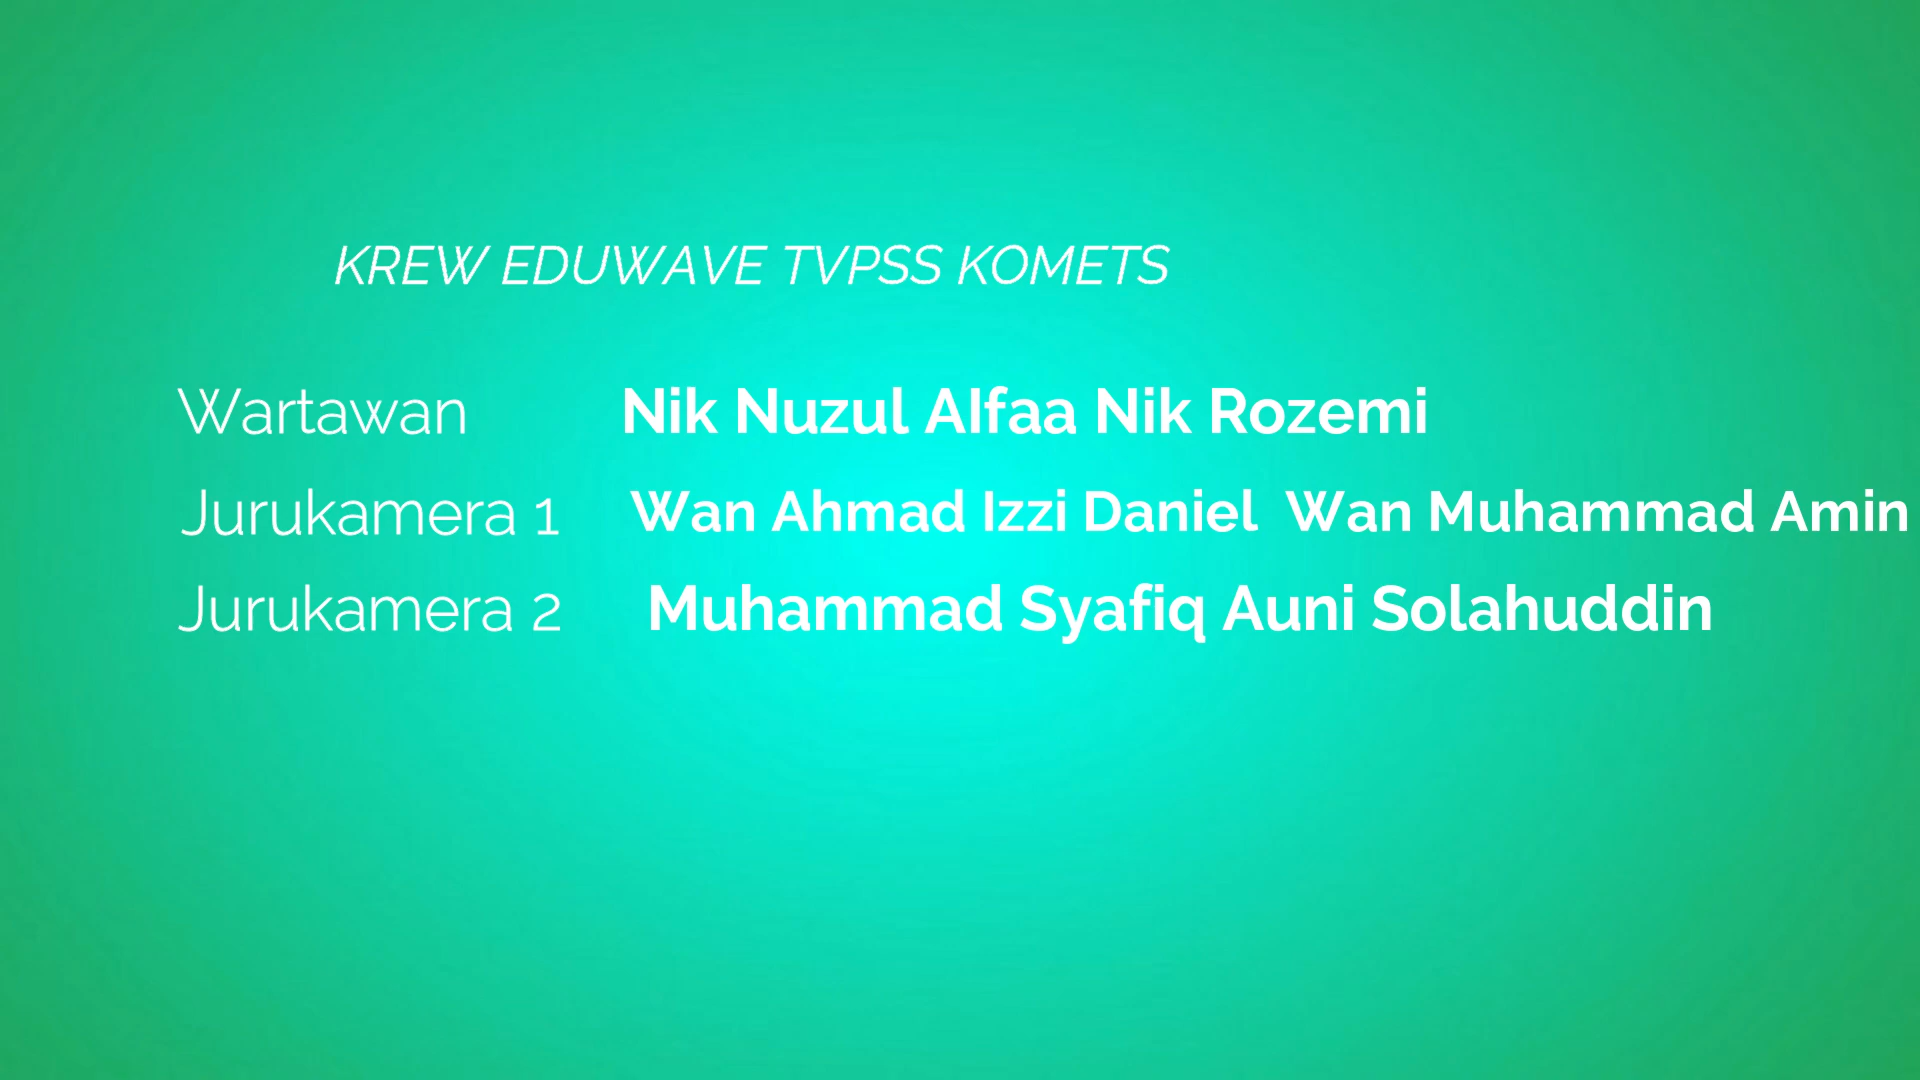 KREW EDUWAVE TVPSS KOMETS
Wartawan Nik Nuzul AIfaa Nik Rozemi
Jurukamera 1 Wan Ahmad Izzi Daniel Wan Muhammad Amin
Jurukamera 2 Muhammad Syafiq Auni Solahuddin